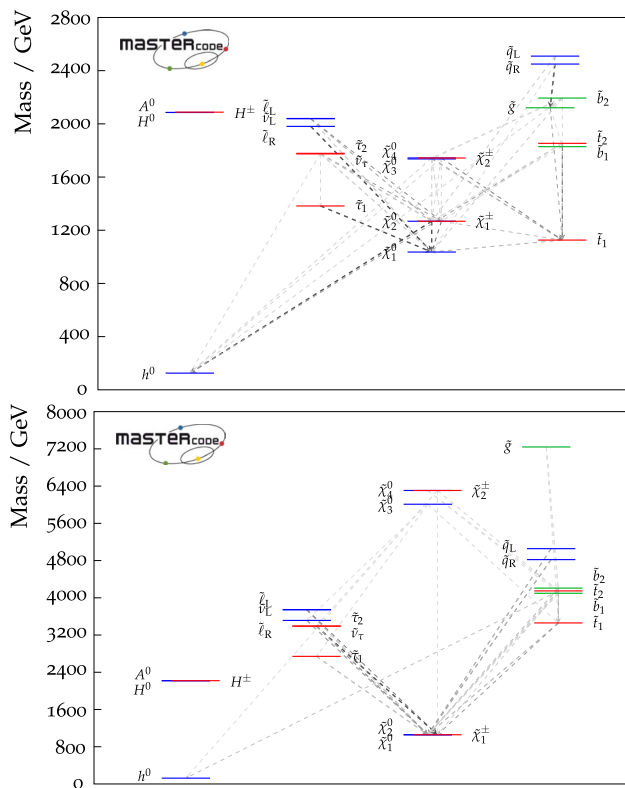 Mass / GeV
2800
2400
2000
1600
1200
800
400
0
MASTERCODE
A⁰
H⁰
H±
h⁰
ℓ̃L
ν̃L
ℓ̃R
τ̃2
ν̃τ
τ̃1
χ̃⁰4
χ̃⁰3
χ̃±2
χ̃⁰2
χ̃±1
χ̃⁰1
q̃L
q̃R
g̃
b̃2
t̃2
b̃1
t̃1
Mass / GeV
8000
7200
6400
5600
4800
4000
3200
2400
1600
800
0
MASTERCODE
A⁰
H⁰
H±
h⁰
ℓ̃L
ν̃L
ℓ̃R
τ̃2
ν̃τ
τ̃1
χ̃⁰4
χ̃⁰3
χ̃±2
χ̃⁰2
χ̃⁰1
χ̃±1
g̃
q̃L
q̃R
b̃2
t̃2
b̃1
t̃1